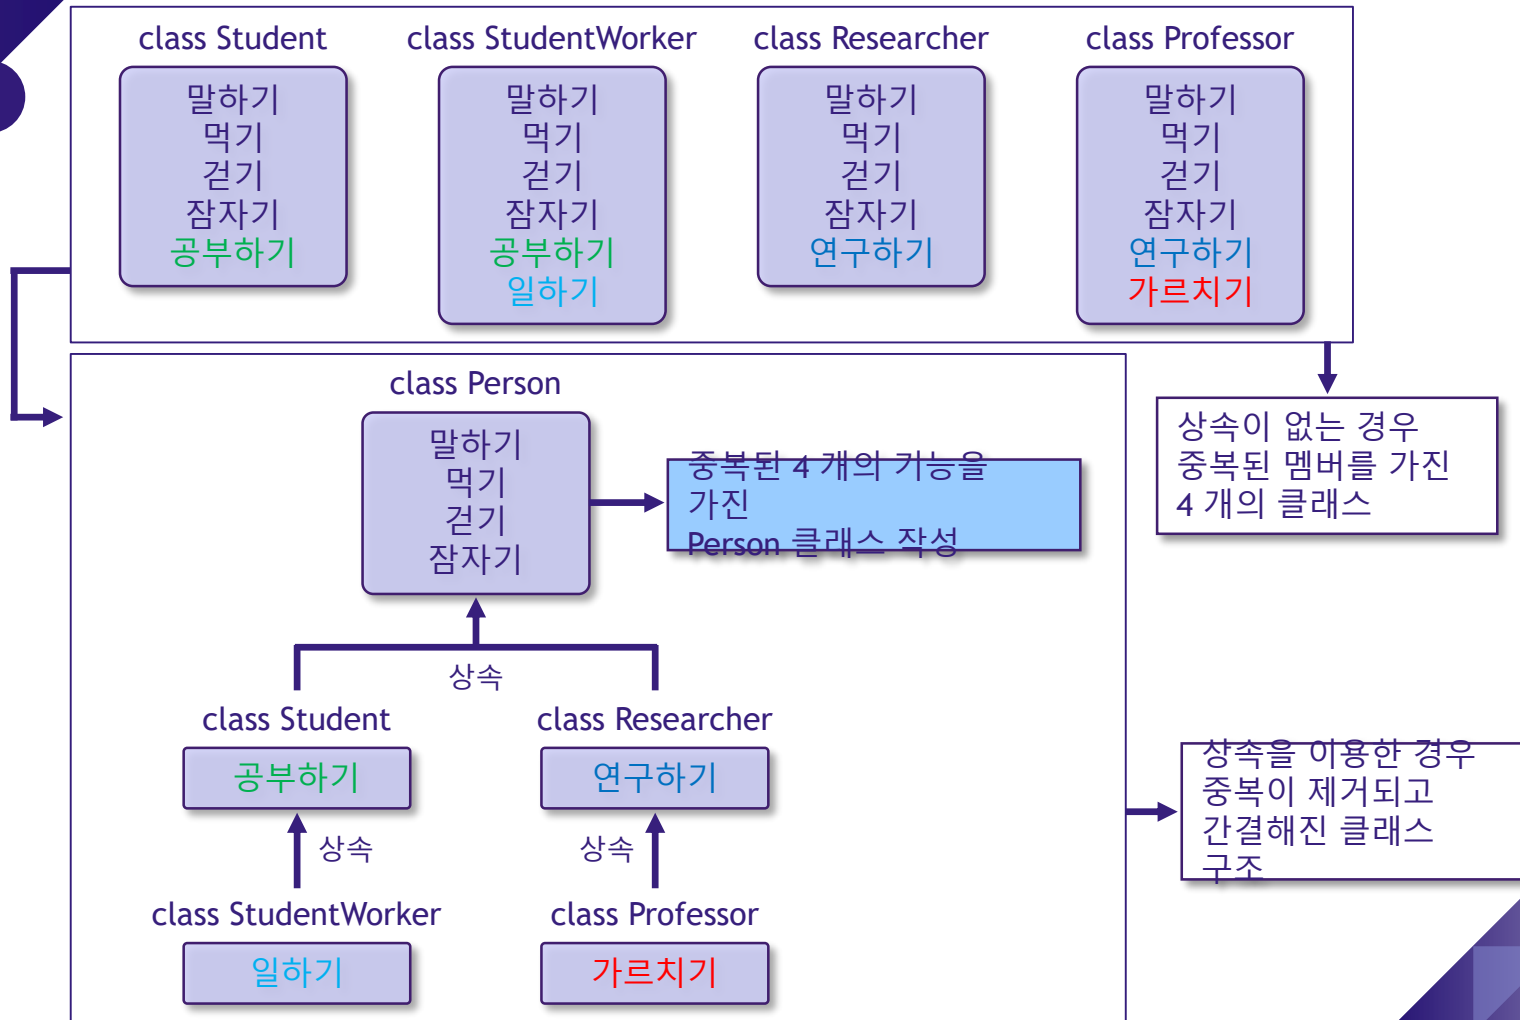 class Student
말하기
먹기
걷기
잠자기
공부하기
class StudentWorker
말하기
먹기
걷기
잠자기
공부하기
일하기
class Researcher
말하기
먹기
걷기
잠자기
연구하기
class Professor
말하기
먹기
걷기
잠자기
연구하기
가르치기
상속이 없는 경우
중복된 멤버를 가진
4 개의 클래스
class Person
말하기
먹기
걷기
잠자기
중복된 4 개의 기능을
가진
Person 클래스 작성
상속
class Student
공부하기
class Researcher
연구하기
상속
상속
class StudentWorker
일하기
class Professor
가르치기
상속을 이용한 경우
중복이 제거되고
간결해진 클래스
구조